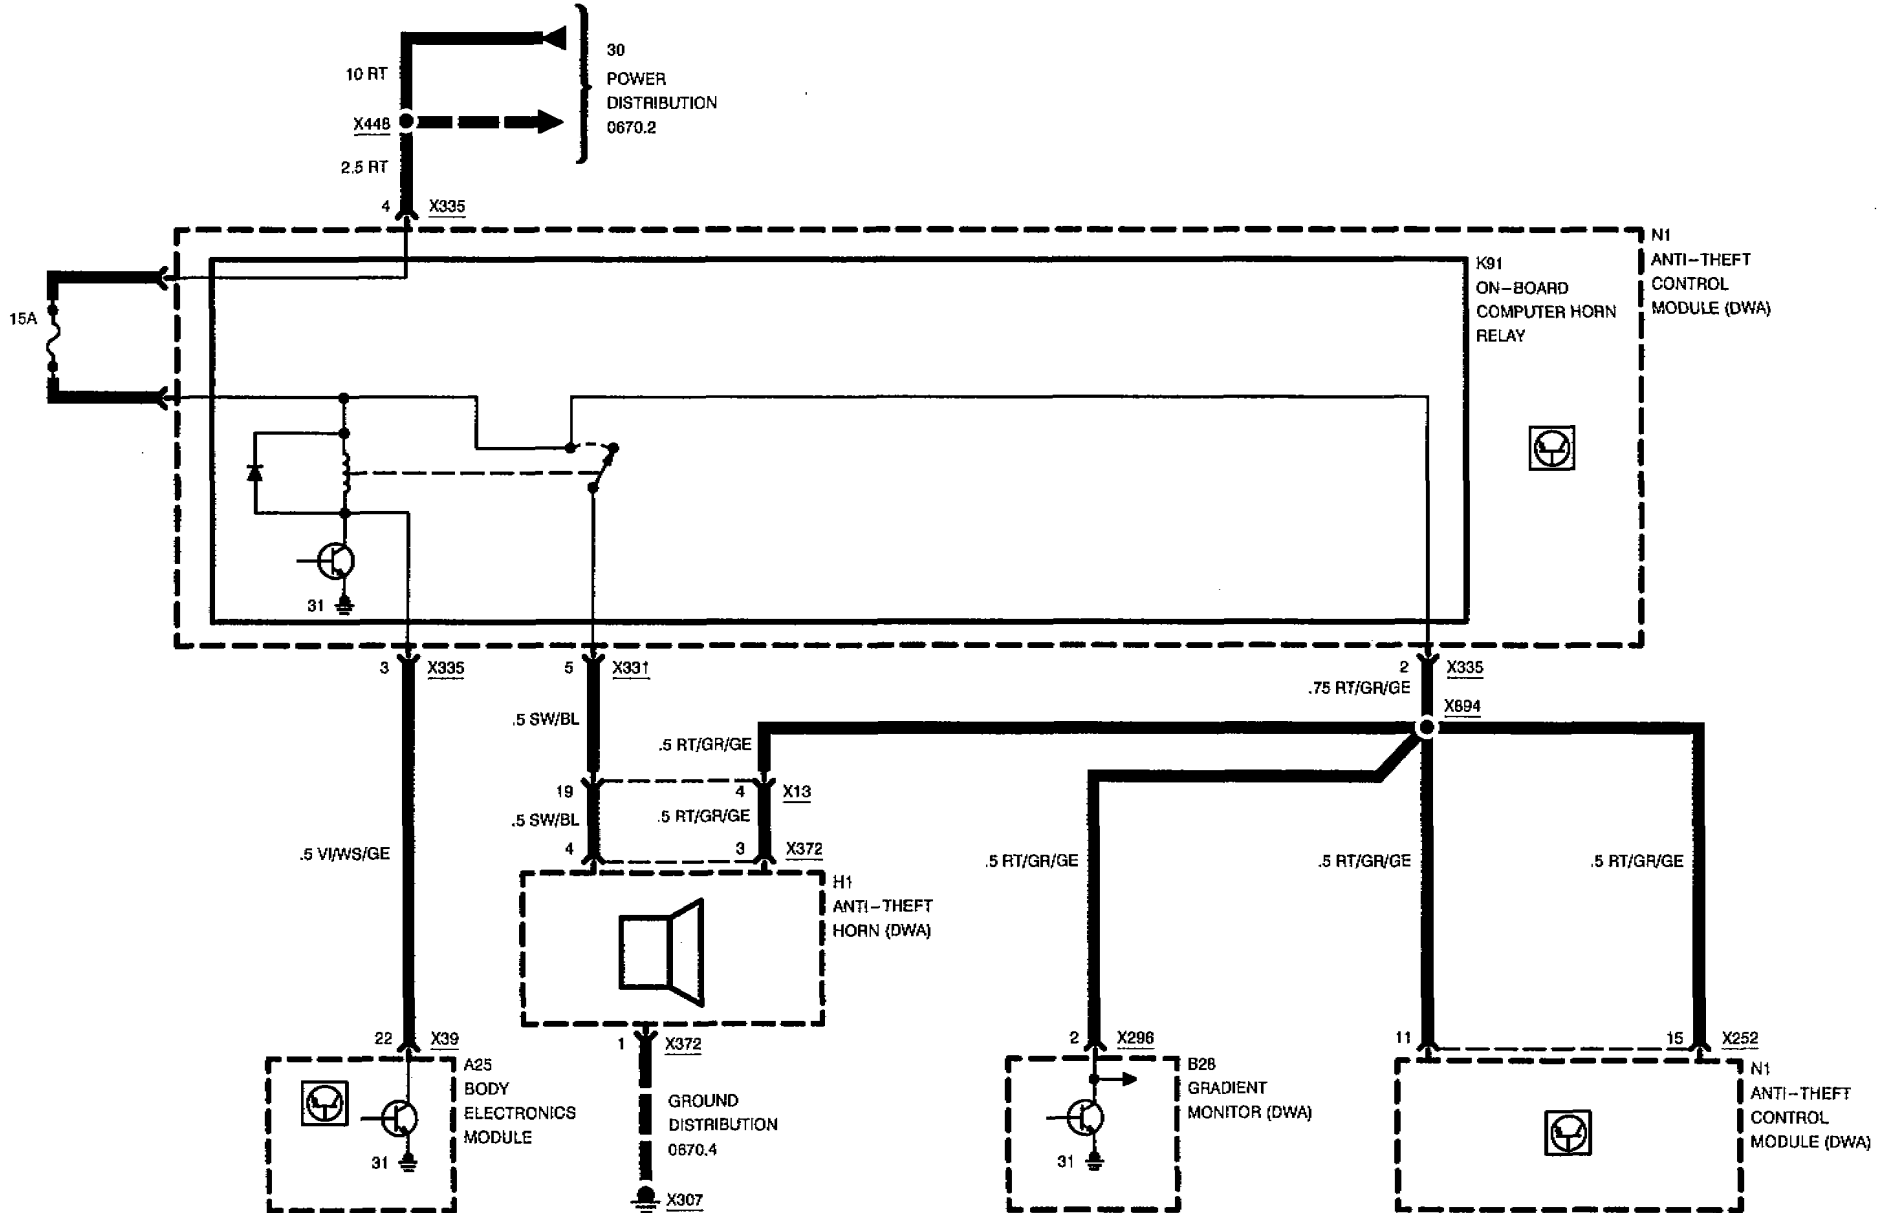 30
POWER
DISTRIBUTION
0670.2
10 RT
X448
2.5 RT
4 X335
N1
ANTI-THEFT
CONTROL
MODULE (DWA)
K91
ON-BOARD
COMPUTER HORN
RELAY
15A
31
3 X335
5 X331
2 X335
.75 RT/GR/GE
X894
.5 SW/BL
.5 RT/GR/GE
19
4 X13
.5 SW/BL
.5 RT/GR/GE
4
3 X372
.5 VI/WS/GE
.5 RT/GR/GE
.5 RT/GR/GE
.5 RT/GR/GE
H1
ANTI-THEFT
HORN (DWA)
22 X39
1 X372
2 X296
11
15 X252
A25
BODY
ELECTRONICS
MODULE
31
GROUND
DISTRIBUTION
0670.4
X307
B28
GRADIENT
MONITOR (DWA)
31
N1
ANTI-THEFT
CONTROL
MODULE (DWA)